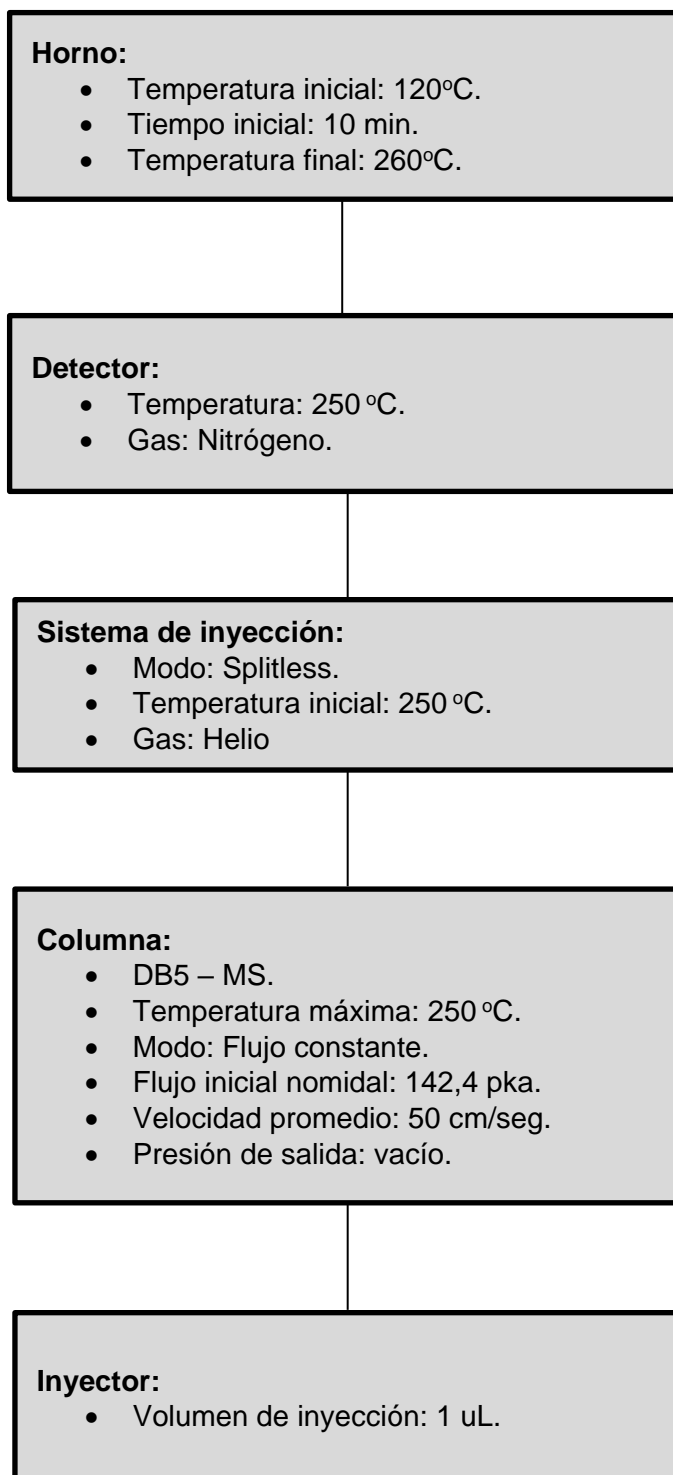 Horno:
• Temperatura inicial: 120ºC.
• Tiempo inicial: 10 min.
• Temperatura final: 260ºC.
Detector:
• Temperatura: 250 ºC.
• Gas: Nitrógeno.
Sistema de inyección:
• Modo: Splitless.
• Temperatura inicial: 250 ºC.
• Gas: Helio
Columna:
• DB5 – MS.
• Temperatura máxima: 250 ºC.
• Modo: Flujo constante.
• Flujo inicial nomidal: 142,4 pka.
• Velocidad promedio: 50 cm/seg.
• Presión de salida: vacío.
Inyector:
• Volumen de inyección: 1 uL.